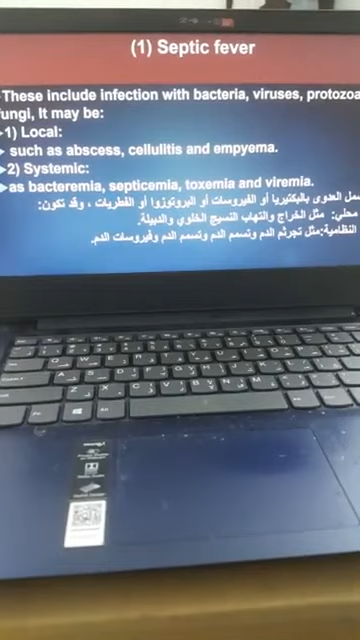 (1) Septic fever
These include infection with bacteria, viruses, protozoa
fungi, It may be:
1) Local:
such as abscess, cellulitis and empyema.
2) Systemic:
as bacteremia, septicemia, toxemia and viremia.
العدوى بالبكتيريا أو الفيروسات أو البروتوزوا أو الفطريات ، وقد تكون:
مثل الخراج والتهاب النسيج الخلوي والدبيلة.
النظامية:مثل تجرثم الدم وتسمم الدم وتسمم الدم وفيروسات الدم.